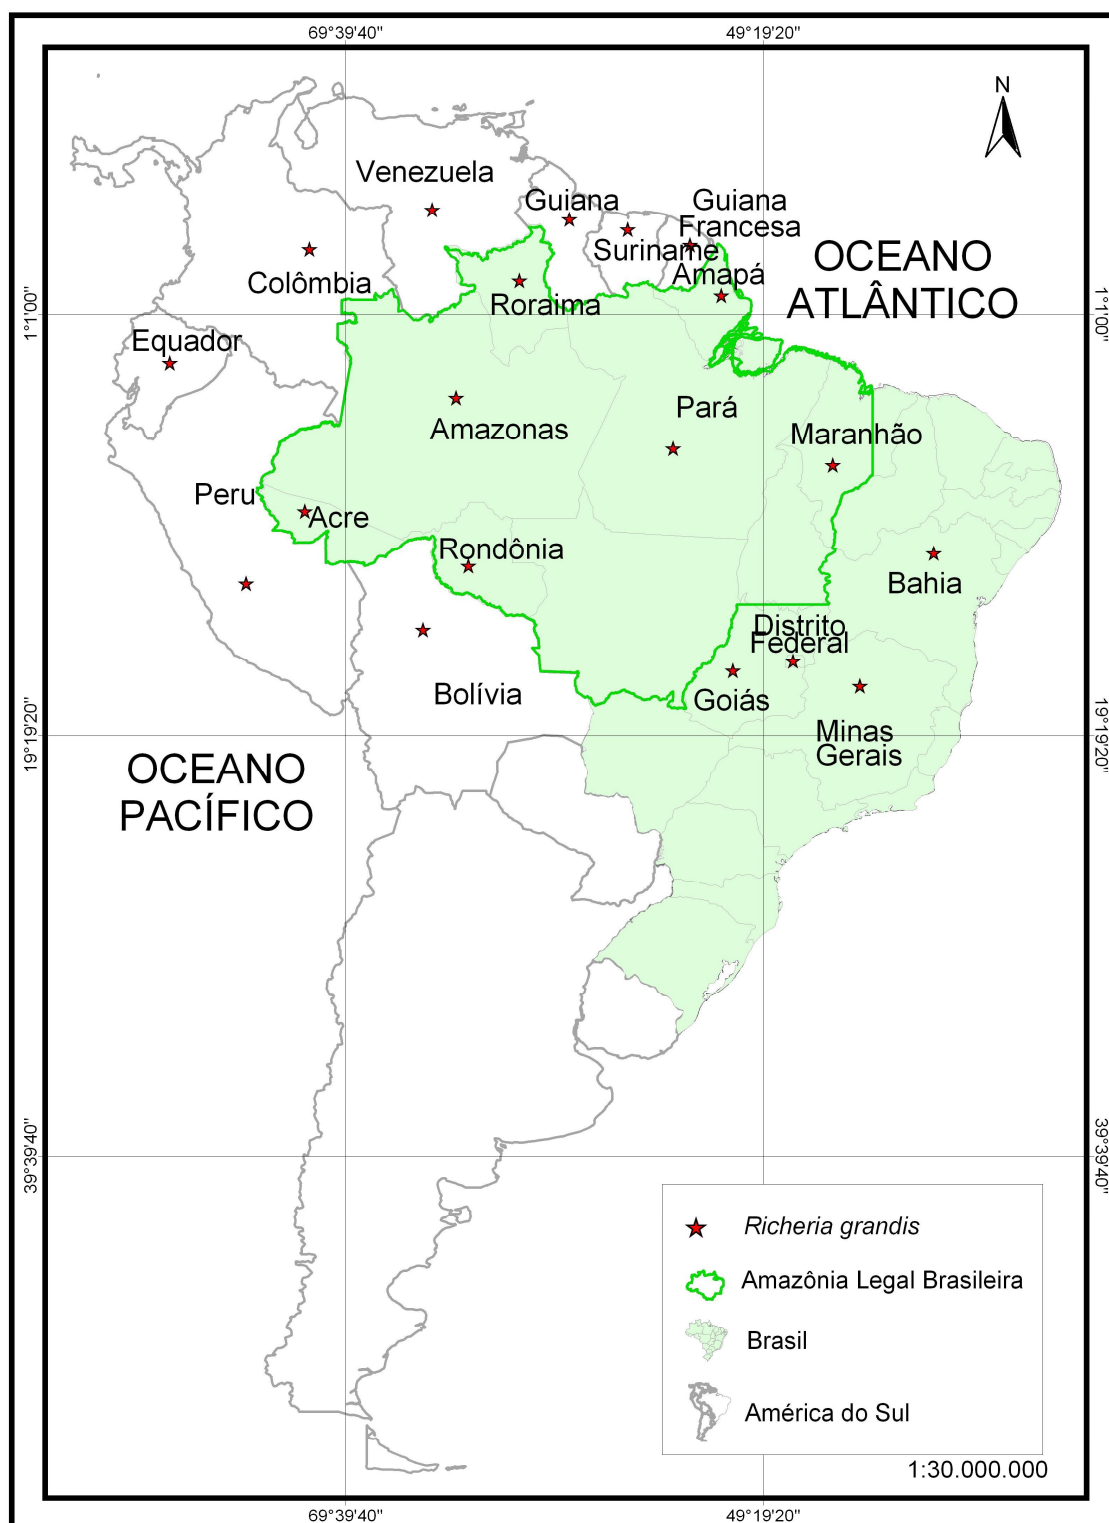 69°39'40"
49°19'20"
N
Venezuela
Guiana
Guiana
Francesa
Suriname
OCEANO
ATLÂNTICO
Colômbia
Roraima
Amapá
1°1'00"
1°1'00"
Equador
Amazonas
Pará
Maranhão
Peru
Acre
Rondônia
Bahia
Distrito
Federal
Bolívia
Goiás
Minas
Gerais
19°19'20"
19°19'20"
OCEANO
PACÍFICO
39°39'40"
39°39'40"
Richeria grandis
Amazônia Legal Brasileira
Brasil
América do Sul
1:30.000.000
69°39'40"
49°19'20"